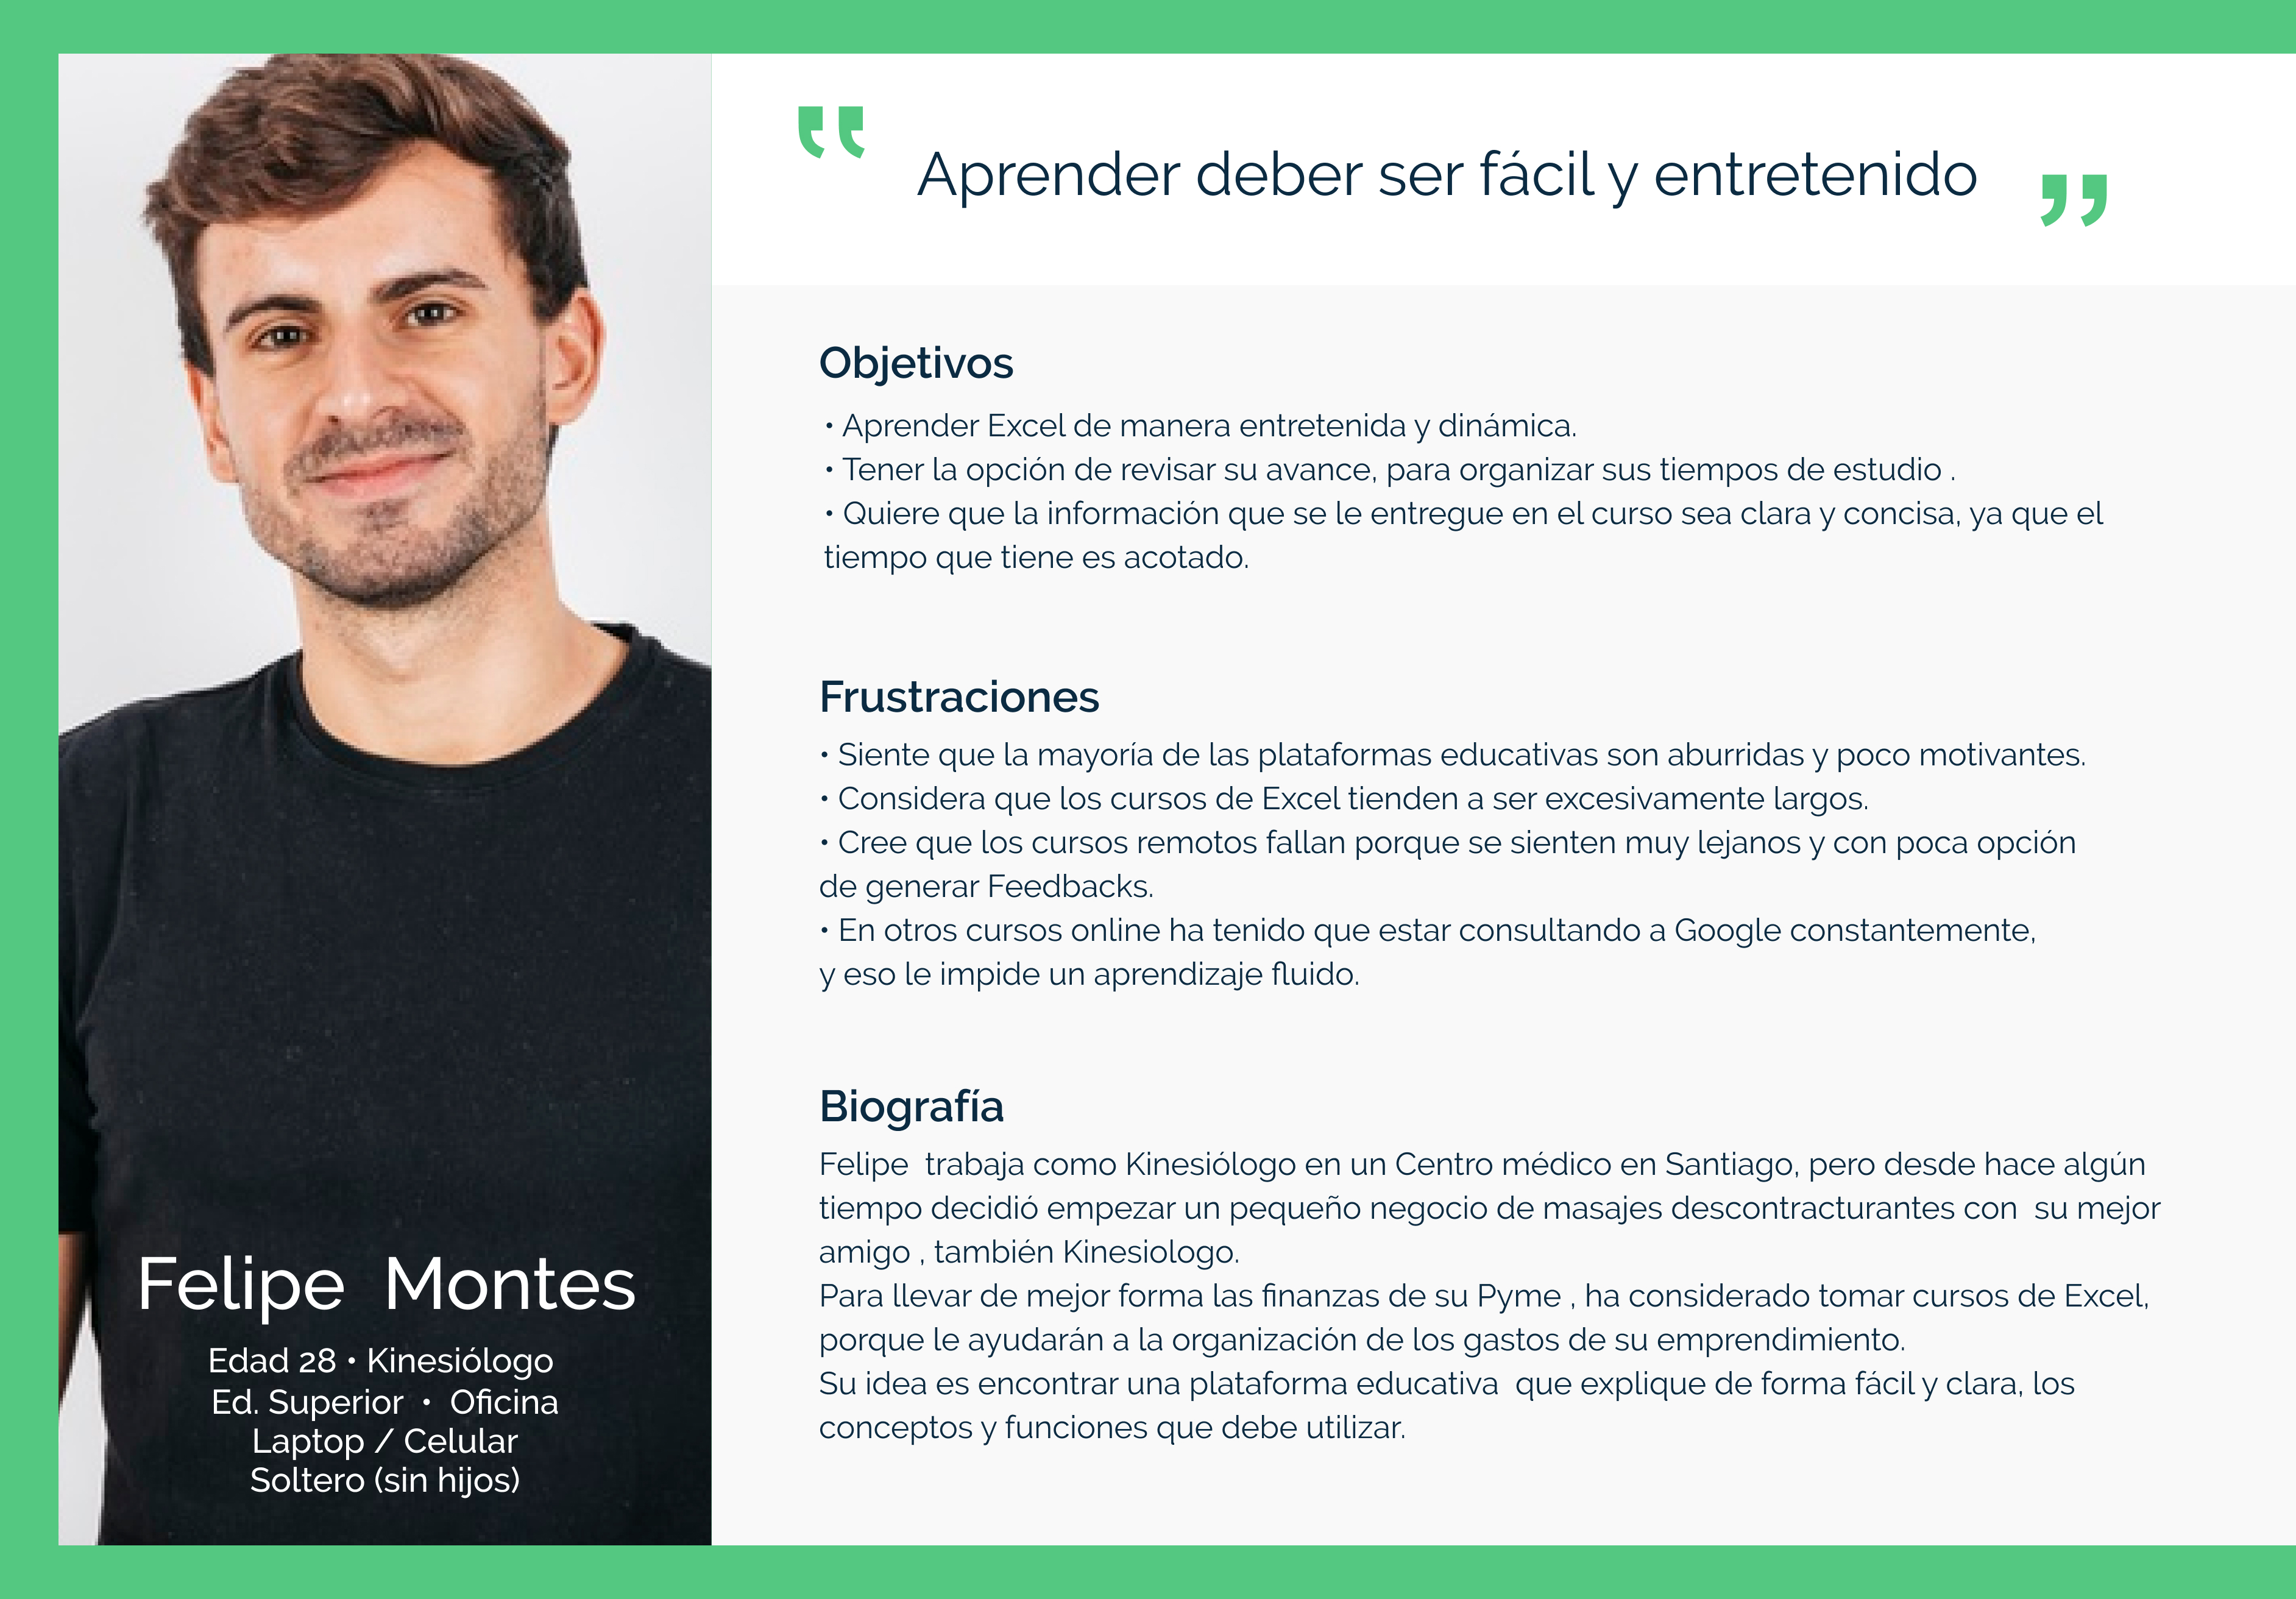 “ Aprender deber ser fácil y entretenido ”
Objetivos
• Aprender Excel de manera entretenida y dinámica.
• Tener la opción de revisar su avance, para organizar sus tiempos de estudio .
• Quiere que la información que se le entregue en el curso sea clara y concisa, ya que el
tiempo que tiene es acotado.
Frustraciones
• Siente que la mayoría de las plataformas educativas son aburridas y poco motivantes.
• Considera que los cursos de Excel tienden a ser excesivamente largos.
• Cree que los cursos remotos fallan porque se sienten muy lejanos y con poca opción
de generar Feedbacks.
• En otros cursos online ha tenido que estar consultando a Google constantemente,
y eso le impide un aprendizaje fluido.
Biografía
Felipe  trabaja como Kinesiólogo en un Centro médico en Santiago, pero desde hace algún
tiempo decidió empezar un pequeño negocio de masajes descontracturantes con  su mejor
amigo , también Kinesiologo.
Para llevar de mejor forma las finanzas de su Pyme , ha considerado tomar cursos de Excel,
porque le ayudarán a la organización de los gastos de su emprendimiento.
Su idea es encontrar una plataforma educativa  que explique de forma fácil y clara, los
conceptos y funciones que debe utilizar.
Felipe  Montes
Edad 28 • Kinesiólogo
Ed. Superior  •  Oficina
Laptop / Celular
Soltero (sin hijos)